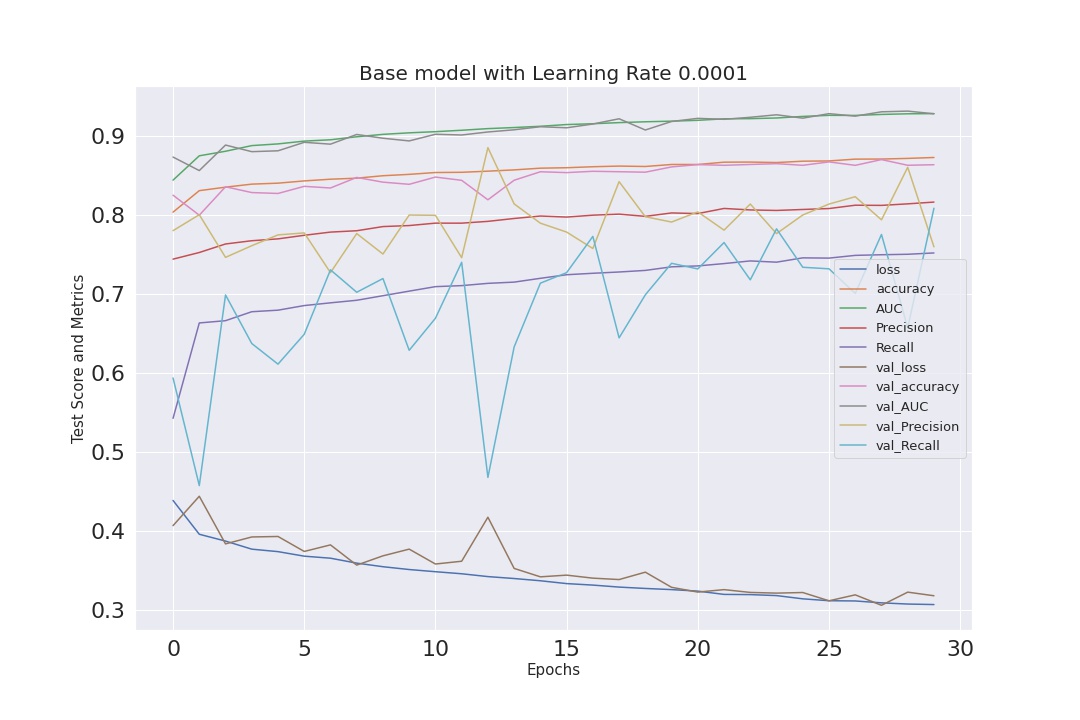 Base model with Learning Rate 0.0001
Test Score and Metrics
0.9
0.8
0.7
0.6
0.5
0.4
0.3
loss
accuracy
AUC
Precision
Recall
val_loss
val_accuracy
val_AUC
val_Precision
val_Recall
0 5 10 15 20 25 30
Epochs